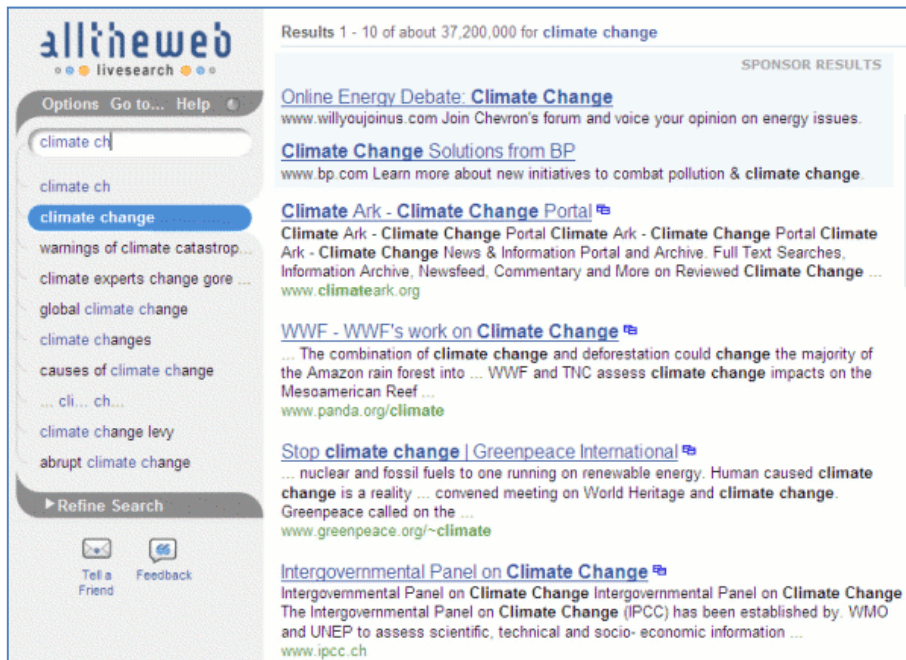 alltheweb
livesearch
Options Go to... Help
climate ch
climate ch
climate change
warnings of climate catastrop...
climate experts change gore ...
global climate change
climate changes
causes of climate change
... cli... ch...
climate change levy
abrupt climate change
Refine Search
Tell a
Friend
Feedback
Results 1 - 10 of about 37,200,000 for climate change
SPONSOR RESULTS
Online Energy Debate: Climate Change
www.willyoujoinus.com Join Chevron's forum and voice your opinion on energy issues.
Climate Change Solutions from BP
www.bp.com Learn more about new initiatives to combat pollution & climate change.
Climate Ark - Climate Change Portal
Climate Ark - Climate Change Portal Climate Ark - Climate Change Portal Climate
Ark - Climate Change News & Information Portal and Archive. Full Text Searches,
Information Archive, Newsfeed, Commentary and More on Reviewed Climate Change ...
www.climateark.org
WWF - WWF's work on Climate Change
... The combination of climate change and deforestation could change the majority of
the Amazon rain forest into ... WWF and TNC assess climate change impacts on the
Mesoamerican Reef ...
www.panda.org/climate
Stop climate change | Greenpeace International
... nuclear and fossil fuels to one running on renewable energy. Human caused climate
change is a reality ... convened meeting on World Heritage and climate change.
Greenpeace called on the ...
www.greenpeace.org/~climate
Intergovernmental Panel on Climate Change
Intergovernmental Panel on Climate Change Intergovernmental Panel on Climate Change
The Intergovernmental Panel on Climate Change (IPCC) has been established by. WMO
and UNEP to assess scientific, technical and socio- economic information ...
www.ipcc.ch